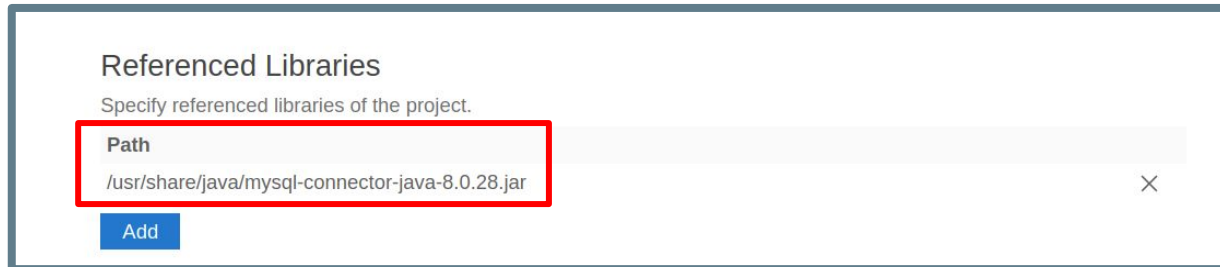 Referenced Libraries
Specify referenced libraries of the project.
Path
/usr/share/java/mysql-connector-java-8.0.28.jar
Add